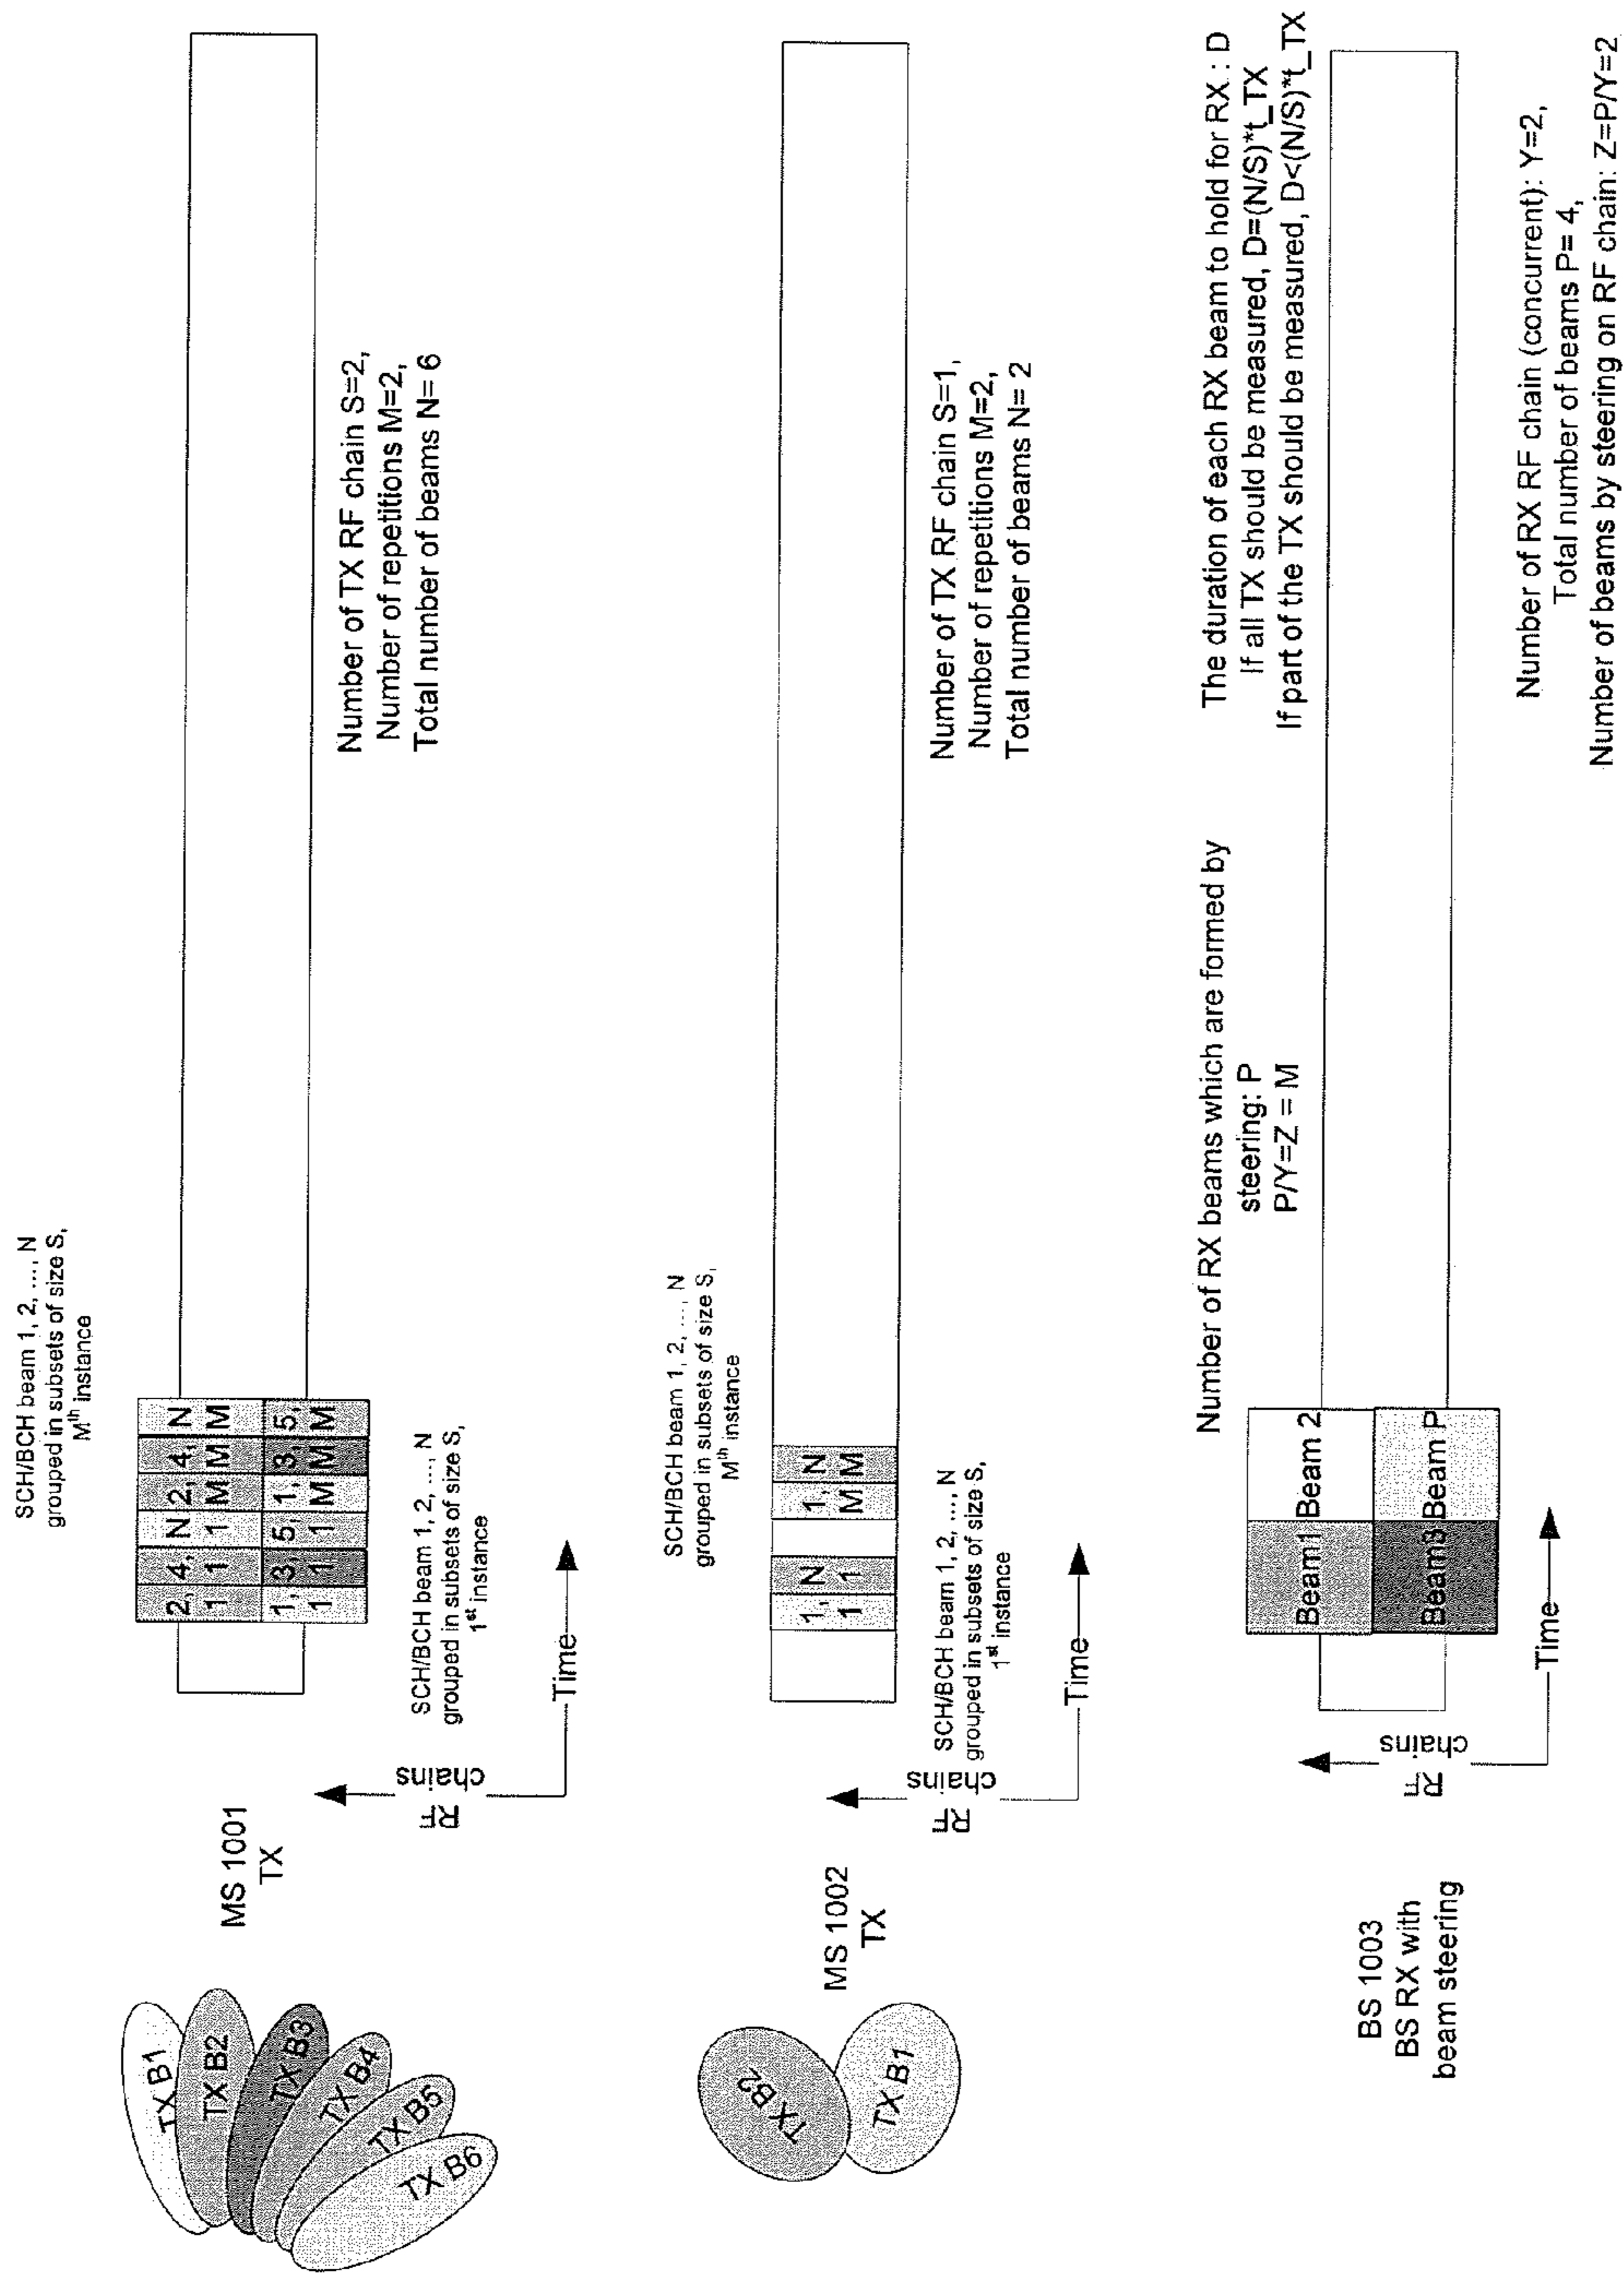 SCH/BCH beam 1, 2, ..., N
grouped in subsets of size S,
Mth instance
2, 4, N 2, 4, N
1 1 1 M M M
1, 3, 5, 1, 3, 5,
1 1 1 M M M
SCH/BCH beam 1, 2, ..., N
grouped in subsets of size S,
1st instance
Number of TX RF chain S=2,
Number of repetitions M=2,
Total number of beams N= 6
TX B1
TX B2
TX B3
TX B4
TX B5
TX B6
MS 1001
TX
RF
chains
Time
SCH/BCH beam 1, 2, ..., N
grouped in subsets of size S,
Mth instance
1, N 1, N
1 1 M M
SCH/BCH beam 1, 2, ..., N
grouped in subsets of size S,
1st instance
Number of TX RF chain S=1,
Number of repetitions M=2,
Total number of beams N= 2
TX B2
TX B1
MS 1002
TX
RF
chains
Time
Number of RX beams which are formed by
steering: P
P/Y=Z = M
The duration of each RX beam to hold for RX : D
If all TX should be measured, D=(N/S)*t_TX
If part of the TX should be measured, D<(N/S)*t_TX
Beam1 Beam 2
Beam3 Beam P
BS 1003
BS RX with
beam steering
RF
chains
Time
Number of RX RF chain (concurrent): Y=2,
Total number of beams P= 4,
Number of beams by steering on RF chain: Z=P/Y=2